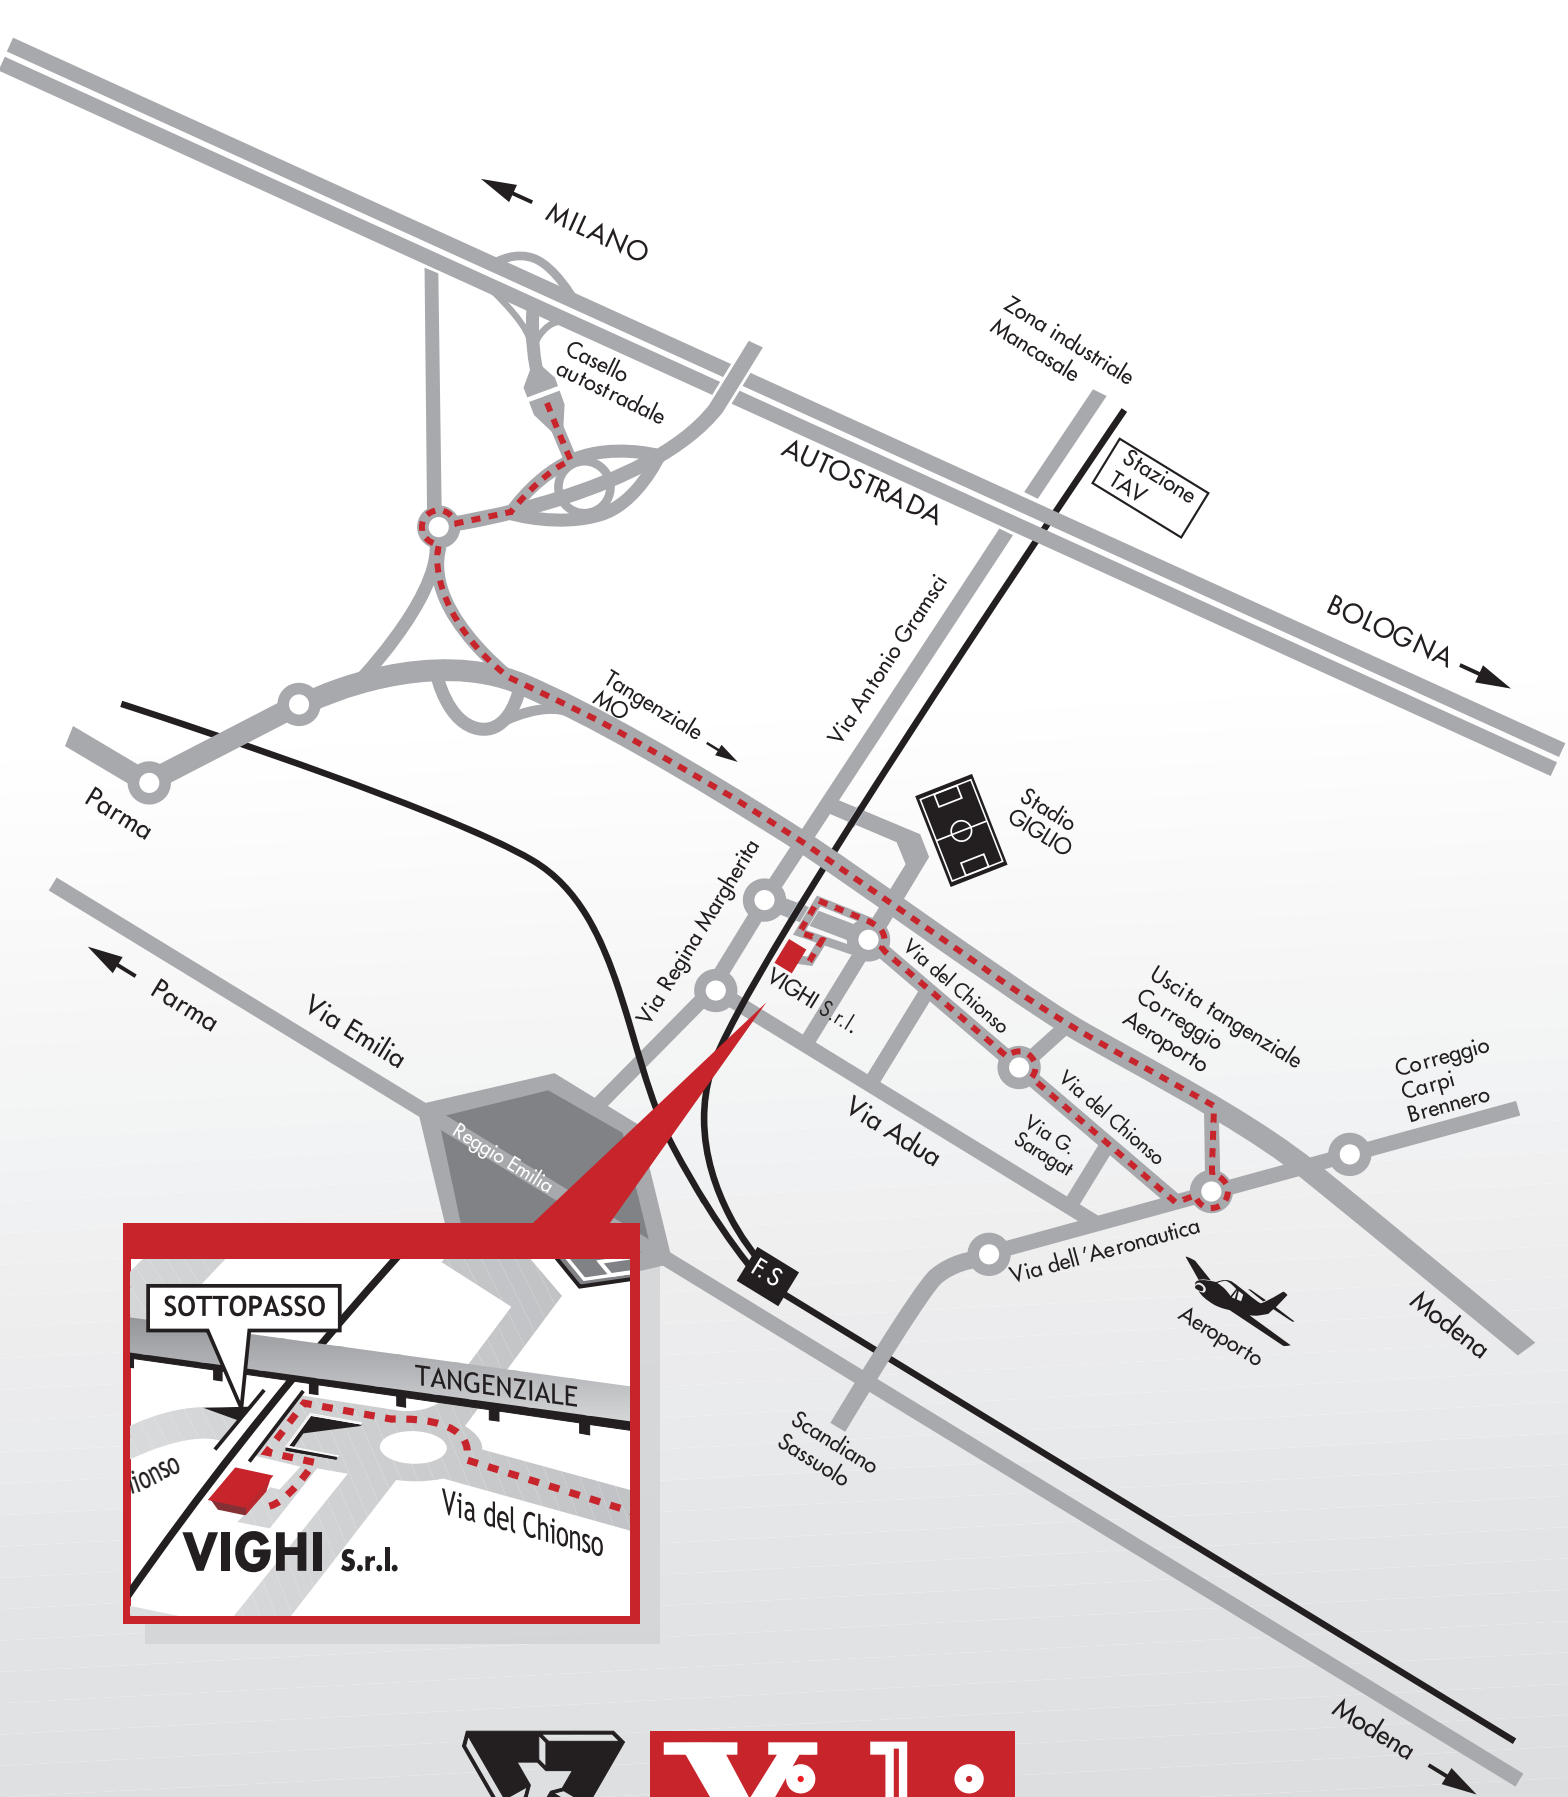 MILANO
Zona industriale
Mancasale
Casello
autostradale
Stazione
TAV
AUTOSTRADA
BOLOGNA
Via Antonio Gramsci
Tangenziale
MO
Parma
Stadio
GIGLIO
Via Regina Margherita
Via del Chionso
VIGHI S.r.l.
Uscita tangenziale
Correggio
Aeroporto
Parma
Via Emilia
Correggio
Carpi
Brennero
Via del Chionso
Via Adua
Via G.
Saragat
Reggio Emilia
Via dell'Aeronautica
F.S
Aeroporto
Modena
SOTTOPASSO
TANGENZIALE
Scandiano
Sassuolo
ionso
Via del Chionso
VIGHI S.r.l.
Modena